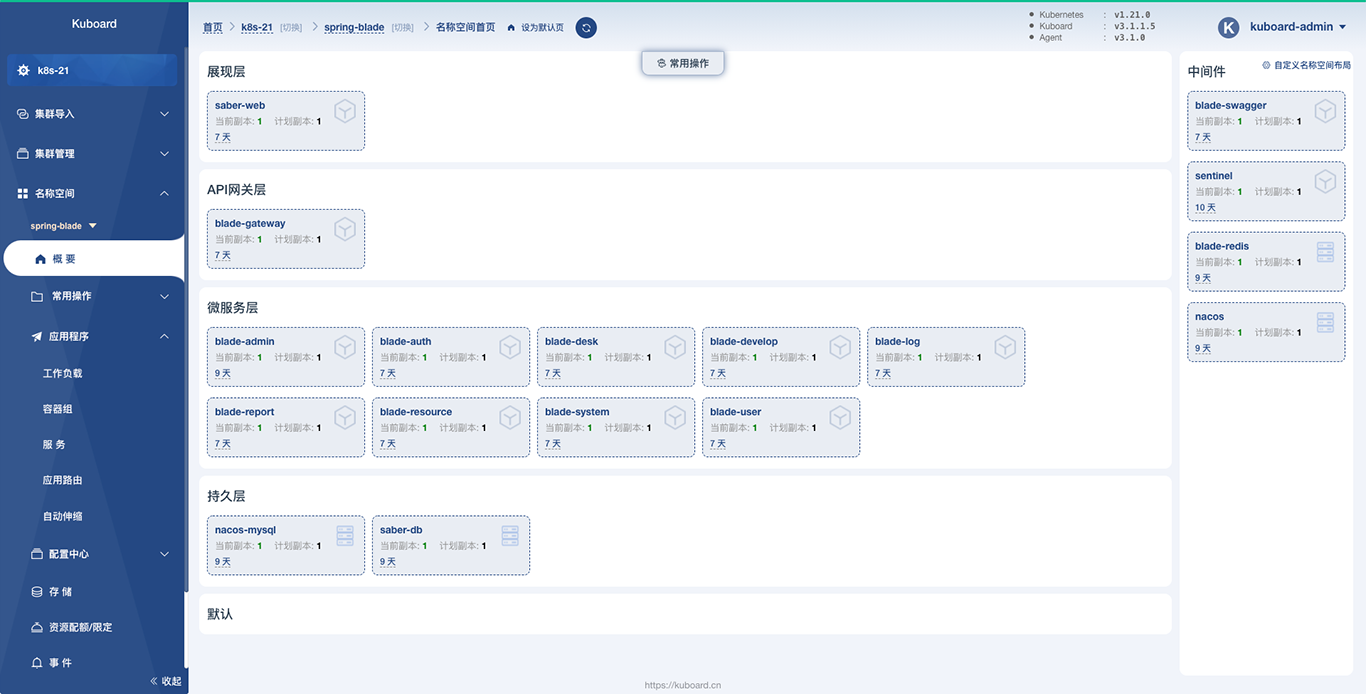 Kuboard
k8s-21
集群导入
集群管理
名称空间
spring-blade
概 要
常用操作
应用程序
工作负载
容器组
服 务
应用路由
自动伸缩
配置中心
存 储
资源配额/限定
事 件
收起
首页 k8s-21 [切换] spring-blade [切换] 名称空间首页 设为默认页
Kubernetes : v1.21.0
Kuboard : v3.1.1.5
Agent : v3.1.0
K kuboard-admin
常用操作
展现层
saber-web
当前副本: 1 计划副本: 1
7 天
API网关层
blade-gateway
当前副本: 1 计划副本: 1
7 天
微服务层
blade-admin
当前副本: 1 计划副本: 1
9 天
blade-auth
当前副本: 1 计划副本: 1
7 天
blade-desk
当前副本: 1 计划副本: 1
7 天
blade-develop
当前副本: 1 计划副本: 1
7 天
blade-log
当前副本: 1 计划副本: 1
7 天
blade-report
当前副本: 1 计划副本: 1
7 天
blade-resource
当前副本: 1 计划副本: 1
7 天
blade-system
当前副本: 1 计划副本: 1
7 天
blade-user
当前副本: 1 计划副本: 1
7 天
持久层
nacos-mysql
当前副本: 1 计划副本: 1
9 天
saber-db
当前副本: 1 计划副本: 1
9 天
默认
中间件
自定义名称空间布局
blade-swagger
当前副本: 1 计划副本: 1
7 天
sentinel
当前副本: 1 计划副本: 1
10 天
blade-redis
当前副本: 1 计划副本: 1
9 天
nacos
当前副本: 1 计划副本: 1
9 天
https://kuboard.cn